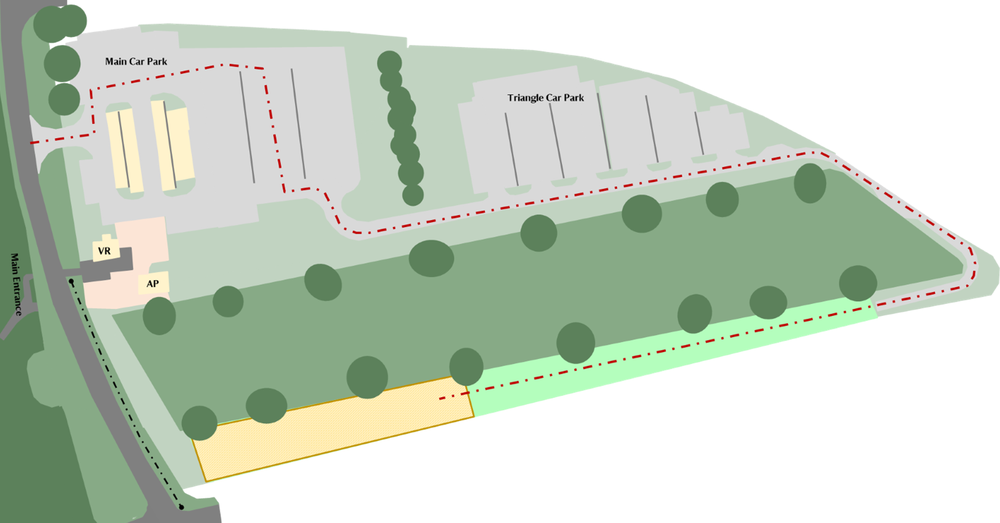 Main Car Park
Triangle Car Park
VR
AP
Main Entrance